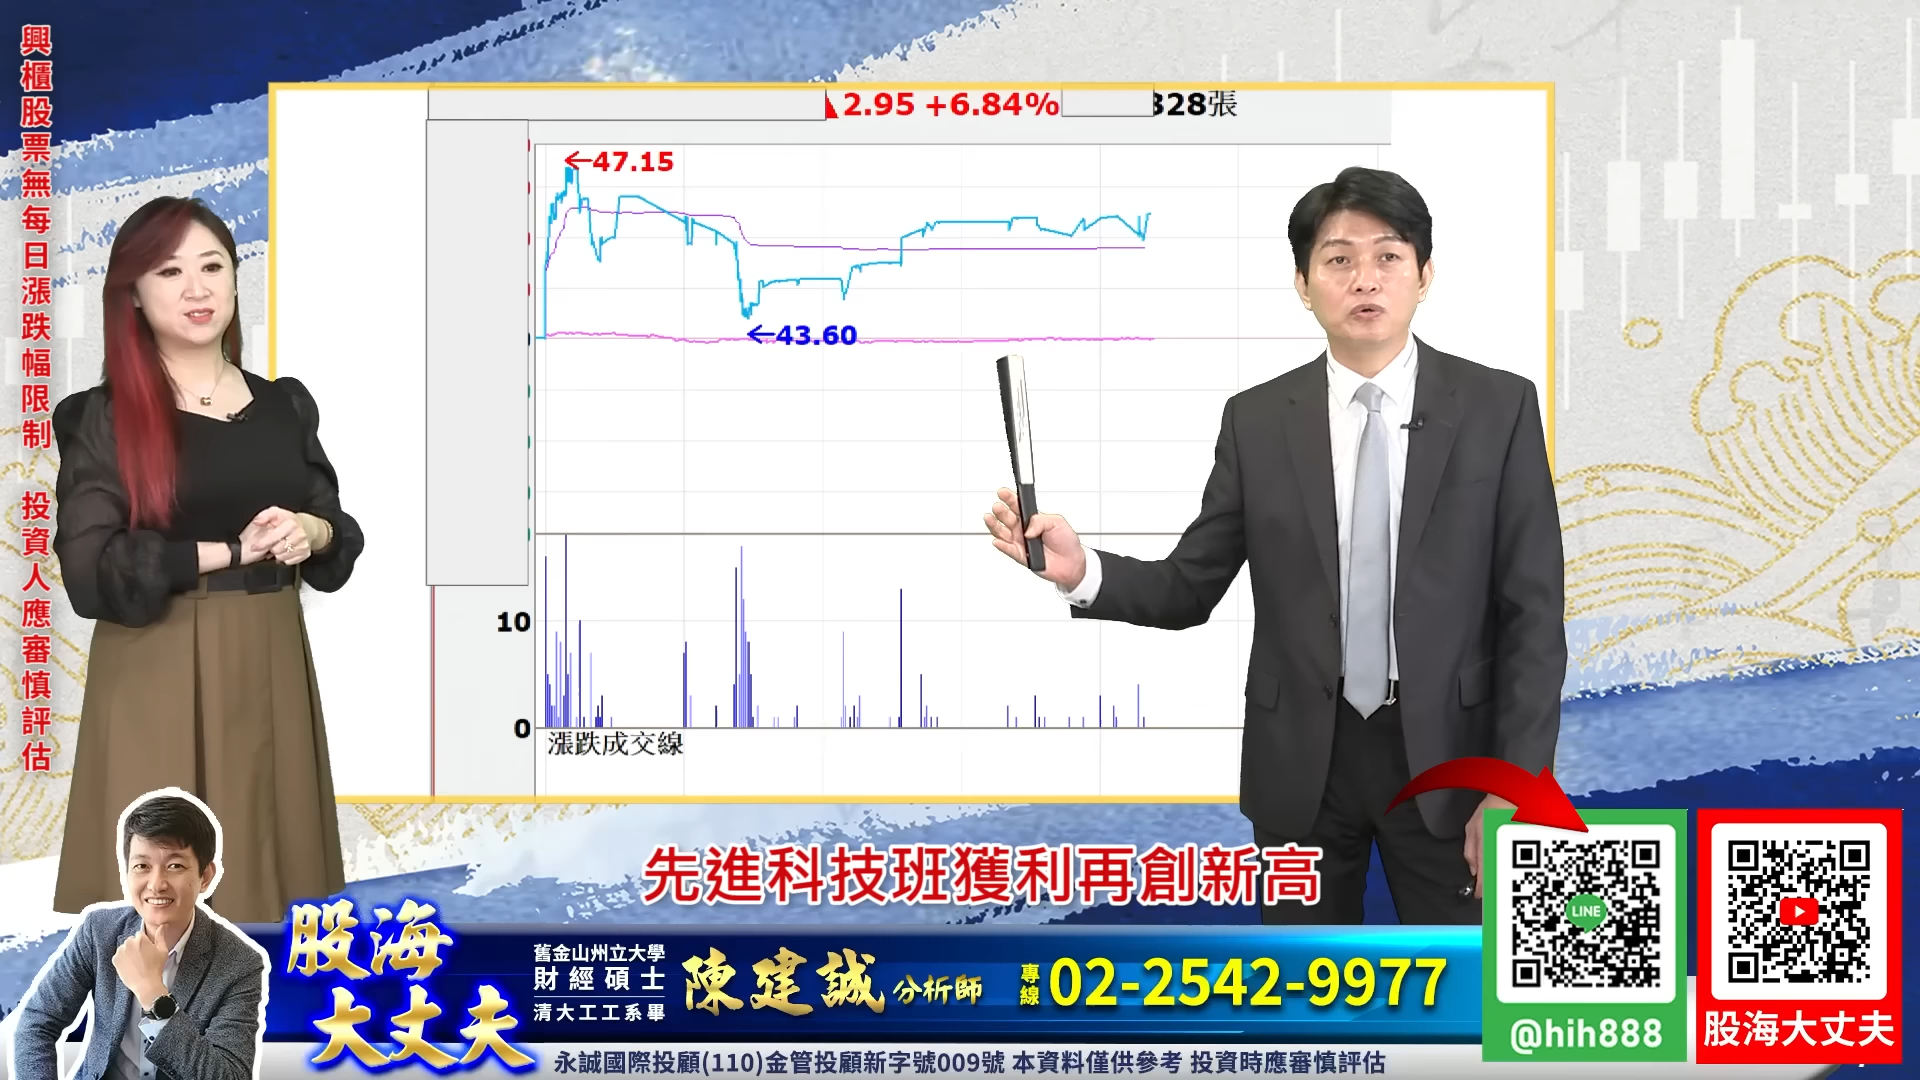 興櫃股票無每日漲跌幅限制 投資人應審慎評估
▲2.95 +6.84%
328張
←47.15
←43.60
10
0
漲跌成交線
先進科技班獲利再創新高
股海
大丈夫
舊金山州立大學
財經碩士
清大工工系畢
陳建誠 分析師
專線 02-2542-9977
LINE
@hih888
股海大丈夫
永誠國際投顧(110)金管投顧新字號009號 本資料僅供參考 投資時應審慎評估